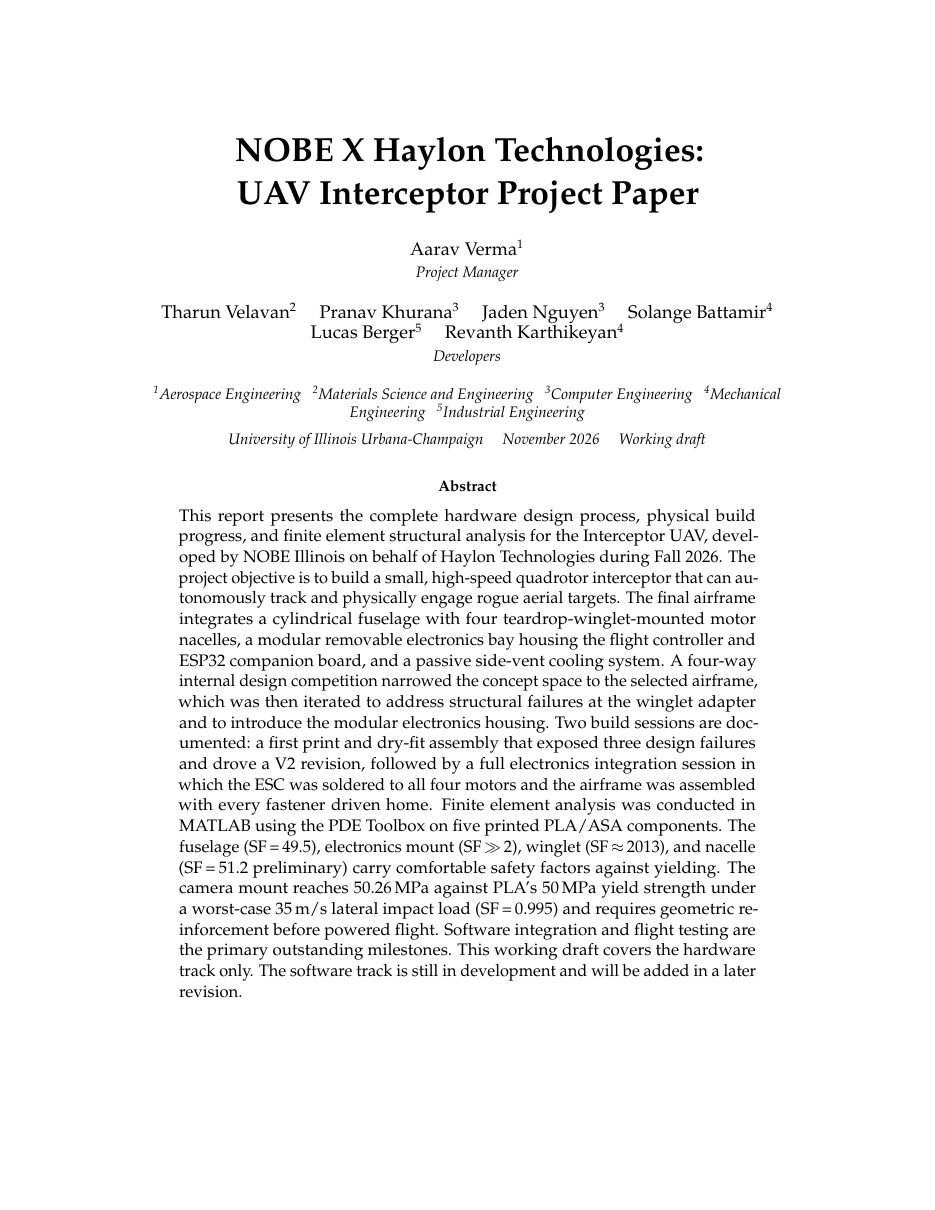 NOBE X Haylon Technologies:
UAV Interceptor Project Paper
Aarav Verma¹
Project Manager
Tharun Velavan² Pranav Khurana³ Jaden Nguyen³ Solange Battamir⁴
Lucas Berger⁵ Revanth Karthikeyan⁴
Developers
¹Aerospace Engineering ²Materials Science and Engineering ³Computer Engineering ⁴Mechanical
Engineering ⁵Industrial Engineering
University of Illinois Urbana-Champaign November 2026 Working draft
Abstract
This report presents the complete hardware design process, physical build
progress, and finite element structural analysis for the Interceptor UAV, devel-
oped by NOBE Illinois on behalf of Haylon Technologies during Fall 2026. The
project objective is to build a small, high-speed quadrotor interceptor that can au-
tonomously track and physically engage rogue aerial targets. The final airframe
integrates a cylindrical fuselage with four teardrop-winglet-mounted motor
nacelles, a modular removable electronics bay housing the flight controller and
ESP32 companion board, and a passive side-vent cooling system. A four-way
internal design competition narrowed the concept space to the selected airframe,
which was then iterated to address structural failures at the winglet adapter
and to introduce the modular electronics housing. Two build sessions are doc-
umented: a first print and dry-fit assembly that exposed three design failures
and drove a V2 revision, followed by a full electronics integration session in
which the ESC was soldered to all four motors and the airframe was assembled
with every fastener driven home. Finite element analysis was conducted in
MATLAB using the PDE Toolbox on five printed PLA/ASA components. The
fuselage (SF = 49.5), electronics mount (SF ≫ 2), winglet (SF ≈ 2013), and nacelle
(SF = 51.2 preliminary) carry comfortable safety factors against yielding. The
camera mount reaches 50.26 MPa against PLA's 50 MPa yield strength under
a worst-case 35 m/s lateral impact load (SF = 0.995) and requires geometric re-
inforcement before powered flight. Software integration and flight testing are
the primary outstanding milestones. This working draft covers the hardware
track only. The software track is still in development and will be added in a later
revision.